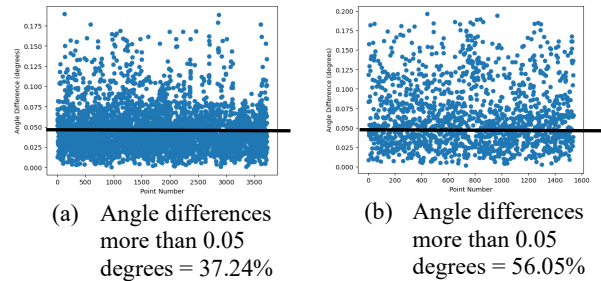 0.175
0.150
0.125
0.100
0.075
0.050
0.025
0.000
Angle Difference (degrees)
0 500 1000 1500 2000 2500 3000 3500
Point Number
(a) Angle differences
more than 0.05
degrees = 37.24%
0.200
0.175
0.150
0.125
0.100
0.075
0.050
0.025
0.000
Angle Difference (degrees)
0 200 400 600 800 1000 1200 1400 1600
Point Number
(b) Angle differences
more than 0.05
degrees = 56.05%